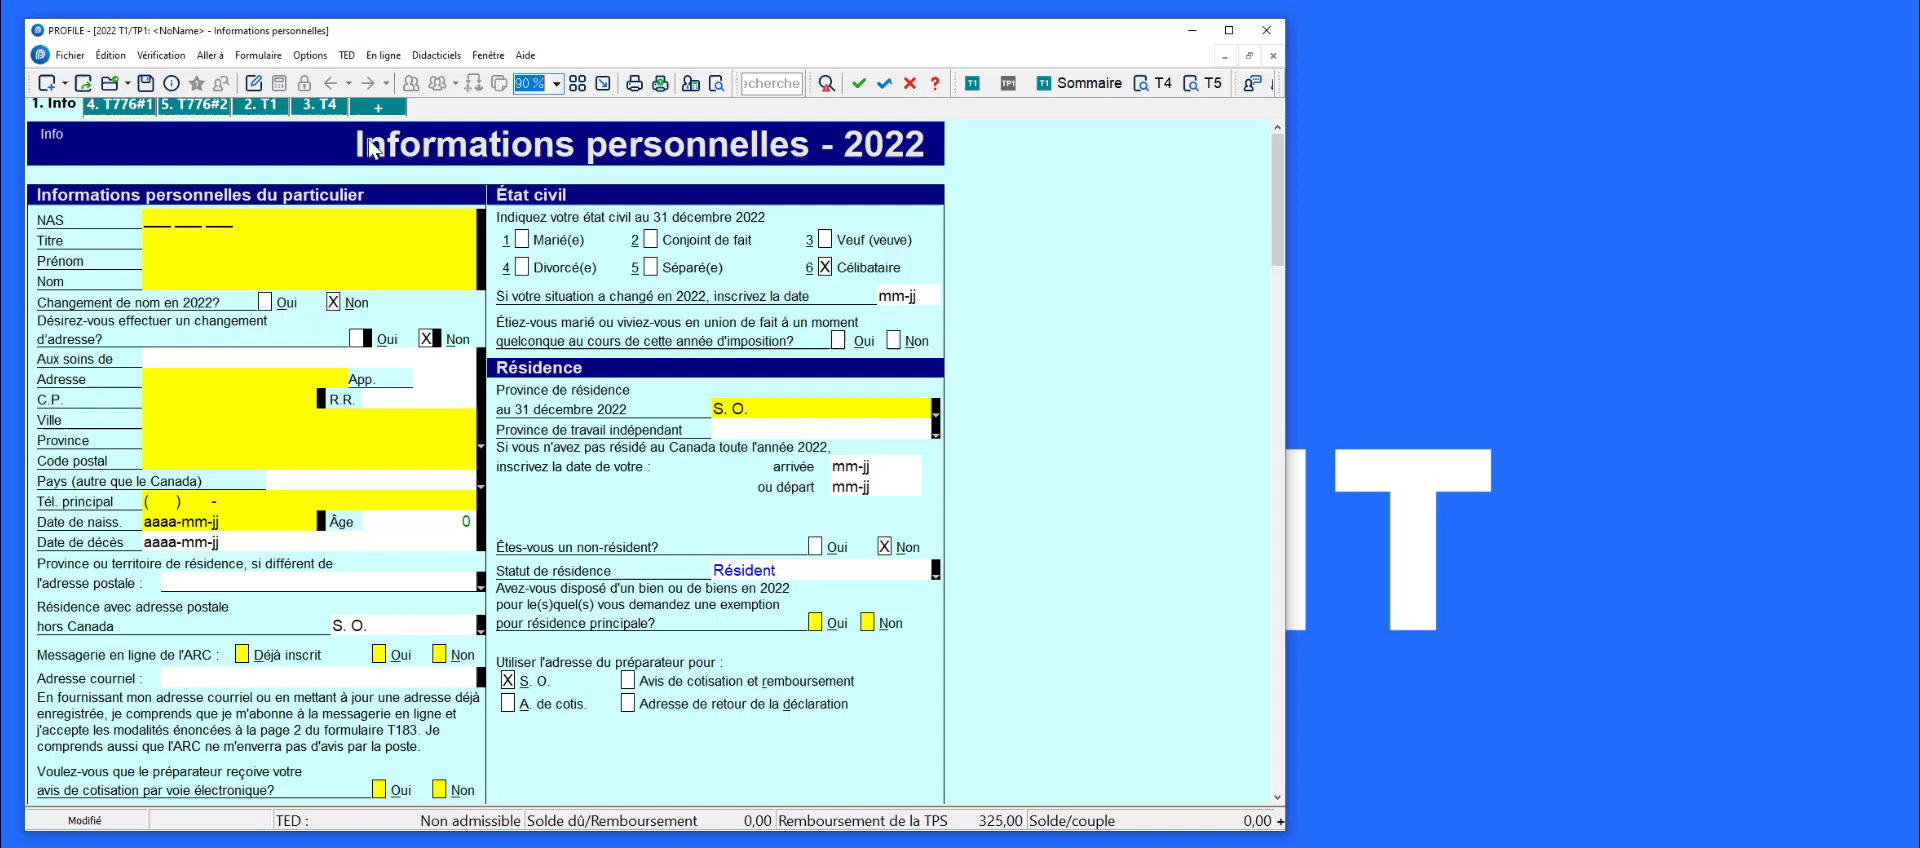 PROFILE - [2022 T1/TP1: <NoName> - Informations personnelles]
Fichier Édition Vérification Aller à Formulaire Options TED En ligne Didacticiels Fenêtre Aide
90 % echerche T1 TP1 T1 Sommaire T4 T5
1. Info 4. T776#1 5. T776#2 2. T1 3. T4 +
Info
Informations personnelles - 2022
Informations personnelles du particulier
NAS
Titre
Prénom
Nom
Changement de nom en 2022? Oui X Non
Désirez-vous effectuer un changement
d'adresse? Oui X Non
Aux soins de
Adresse App.
C.P. R.R.
Ville
Province
Code postal
Pays (autre que le Canada)
Tél. principal ( ) -
Date de naiss. aaaa-mm-jj Âge 0
Date de décès aaaa-mm-jj
Province ou territoire de résidence, si différent de
l'adresse postale :
Résidence avec adresse postale
hors Canada S. O.
Messagerie en ligne de l'ARC : Déjà inscrit Oui Non
Adresse courriel :
En fournissant mon adresse courriel ou en mettant à jour une adresse déjà
enregistrée, je comprends que je m'abonne à la messagerie en ligne et
j'accepte les modalités énoncées à la page 2 du formulaire T183. Je
comprends aussi que l'ARC ne m'enverra pas d'avis par la poste.
Voulez-vous que le préparateur reçoive votre
avis de cotisation par voie électronique? Oui Non
État civil
Indiquez votre état civil au 31 décembre 2022
1 Marié(e) 2 Conjoint de fait 3 Veuf (veuve)
4 Divorcé(e) 5 Séparé(e) 6 X Célibataire
Si votre situation a changé en 2022, inscrivez la date mm-jj
Étiez-vous marié ou viviez-vous en union de fait à un moment
quelconque au cours de cette année d'imposition? Oui Non
Résidence
Province de résidence
au 31 décembre 2022 S. O.
Province de travail indépendant
Si vous n'avez pas résidé au Canada toute l'année 2022,
inscrivez la date de votre : arrivée mm-jj
ou départ mm-jj
Êtes-vous un non-résident? Oui X Non
Statut de résidence Résident
Avez-vous disposé d'un bien ou de biens en 2022
pour le(s)quel(s) vous demandez une exemption
pour résidence principale? Oui Non
Utiliser l'adresse du préparateur pour :
X S. O. Avis de cotisation et remboursement
A. de cotis. Adresse de retour de la déclaration
Modifié TED : Non admissible Solde dû/Remboursement 0,00 Remboursement de la TPS 325,00 Solde/couple 0,00 +
T